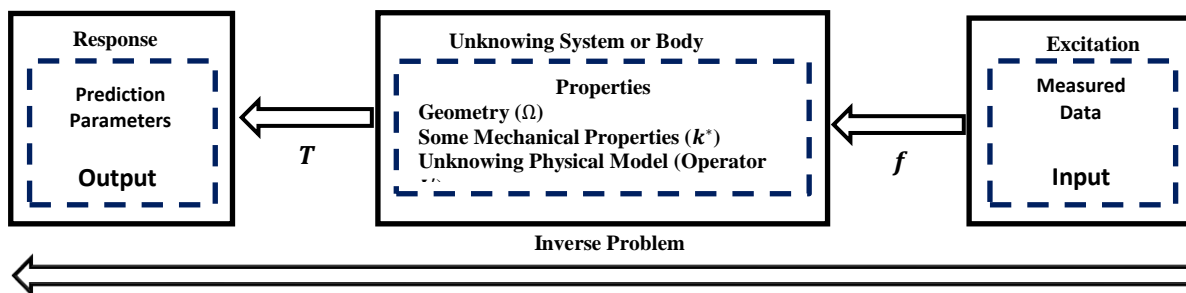 Response
Prediction
Parameters
Output
T
Unknowing System or Body
Properties
Geometry (Ω)
Some Mechanical Properties (k*)
Unknowing Physical Model (Operator
f
Excitation
Measured
Data
Input
Inverse Problem